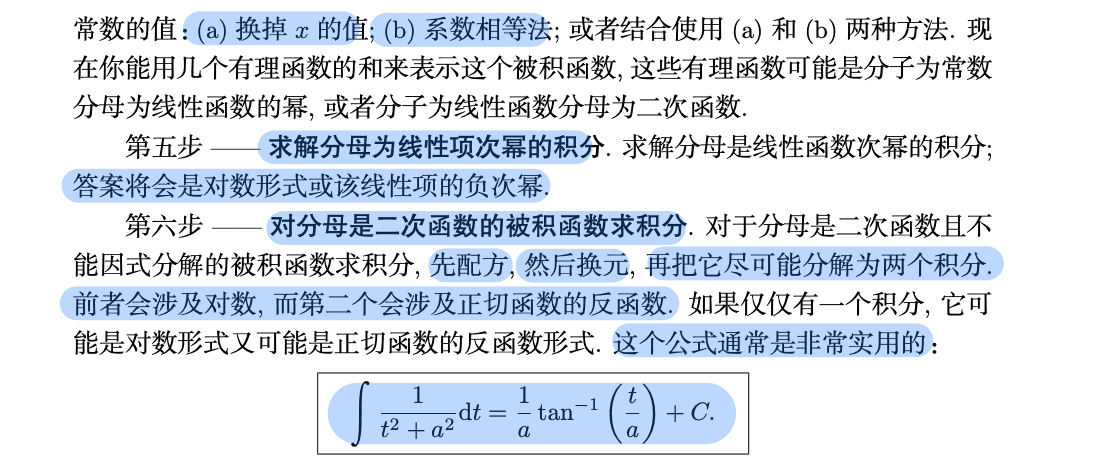 常数的值: (a) 换掉 x 的值; (b) 系数相等法; 或者结合使用 (a) 和 (b) 两种方法. 现
在你能用几个有理函数的和来表示这个被积函数, 这些有理函数可能是分子为常数
分母为线性函数的幂, 或者分子为线性函数分母为二次函数.
第五步 —— 求解分母为线性项次幂的积分. 求解分母是线性函数次幂的积分;
答案将会是对数形式或该线性项的负次幂.
第六步 —— 对分母是二次函数的被积函数求积分. 对于分母是二次函数且不
能因式分解的被积函数求积分, 先配方, 然后换元, 再把它尽可能分解为两个积分.
前者会涉及对数, 而第二个会涉及正切函数的反函数. 如果仅仅有一个积分, 它可
能是对数形式又可能是正切函数的反函数形式. 这个公式通常是非常实用的:
∫ 1/(t² + a²) dt = 1/a tan⁻¹ (t/a) + C.